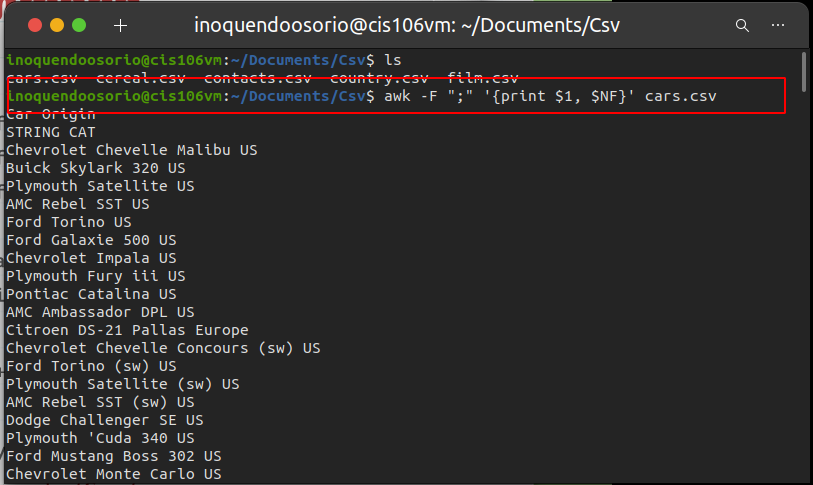 inoquendoosorio@cis106vm: ~/Documents/Csv
inoquendoosorio@cis106vm:~/Documents/Csv$ ls
cars.csv cereal.csv contacts.csv country.csv film.csv
inoquendoosorio@cis106vm:~/Documents/Csv$ awk -F ";" '{print $1, $NF}' cars.csv
Car Origin
STRING CAT
Chevrolet Chevelle Malibu US
Buick Skylark 320 US
Plymouth Satellite US
AMC Rebel SST US
Ford Torino US
Ford Galaxie 500 US
Chevrolet Impala US
Plymouth Fury iii US
Pontiac Catalina US
AMC Ambassador DPL US
Citroen DS-21 Pallas Europe
Chevrolet Chevelle Concours (sw) US
Ford Torino (sw) US
Plymouth Satellite (sw) US
AMC Rebel SST (sw) US
Dodge Challenger SE US
Plymouth 'Cuda 340 US
Ford Mustang Boss 302 US
Chevrolet Monte Carlo US